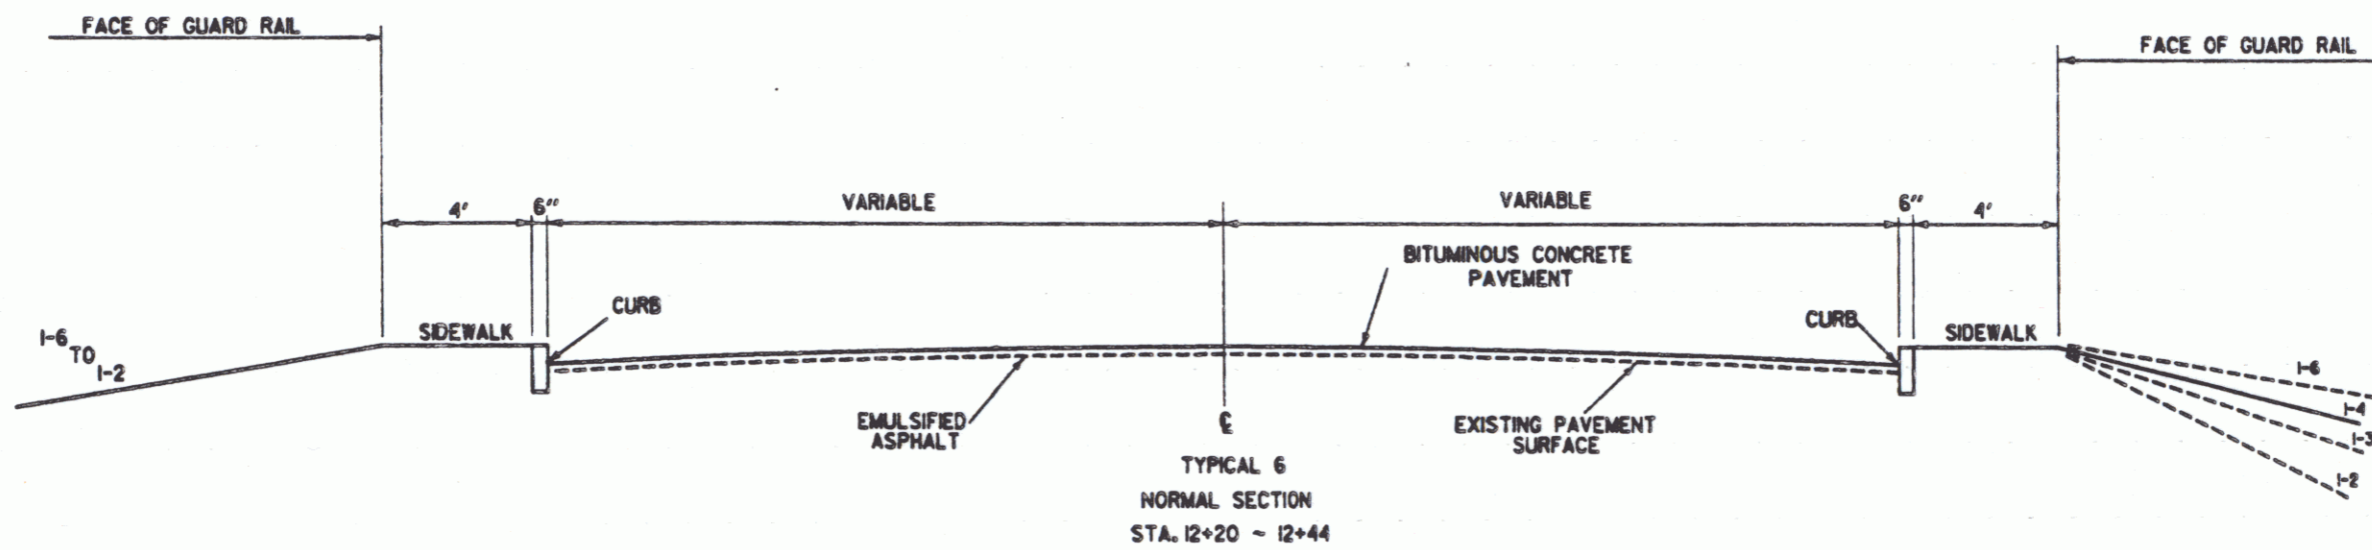 FACE OF GUARD RAIL
FACE OF GUARD RAIL
4'
6"
VARIABLE
VARIABLE
6"
4'
BITUMINOUS CONCRETE
PAVEMENT
CURB
CURB
SIDEWALK
SIDEWALK
1-6
TO
1-2
1-6
1-4
1-3
1-2
EMULSIFIED
ASPHALT
℄
EXISTING PAVEMENT
SURFACE
TYPICAL 6
NORMAL SECTION
STA. 12+20 ~ 12+44